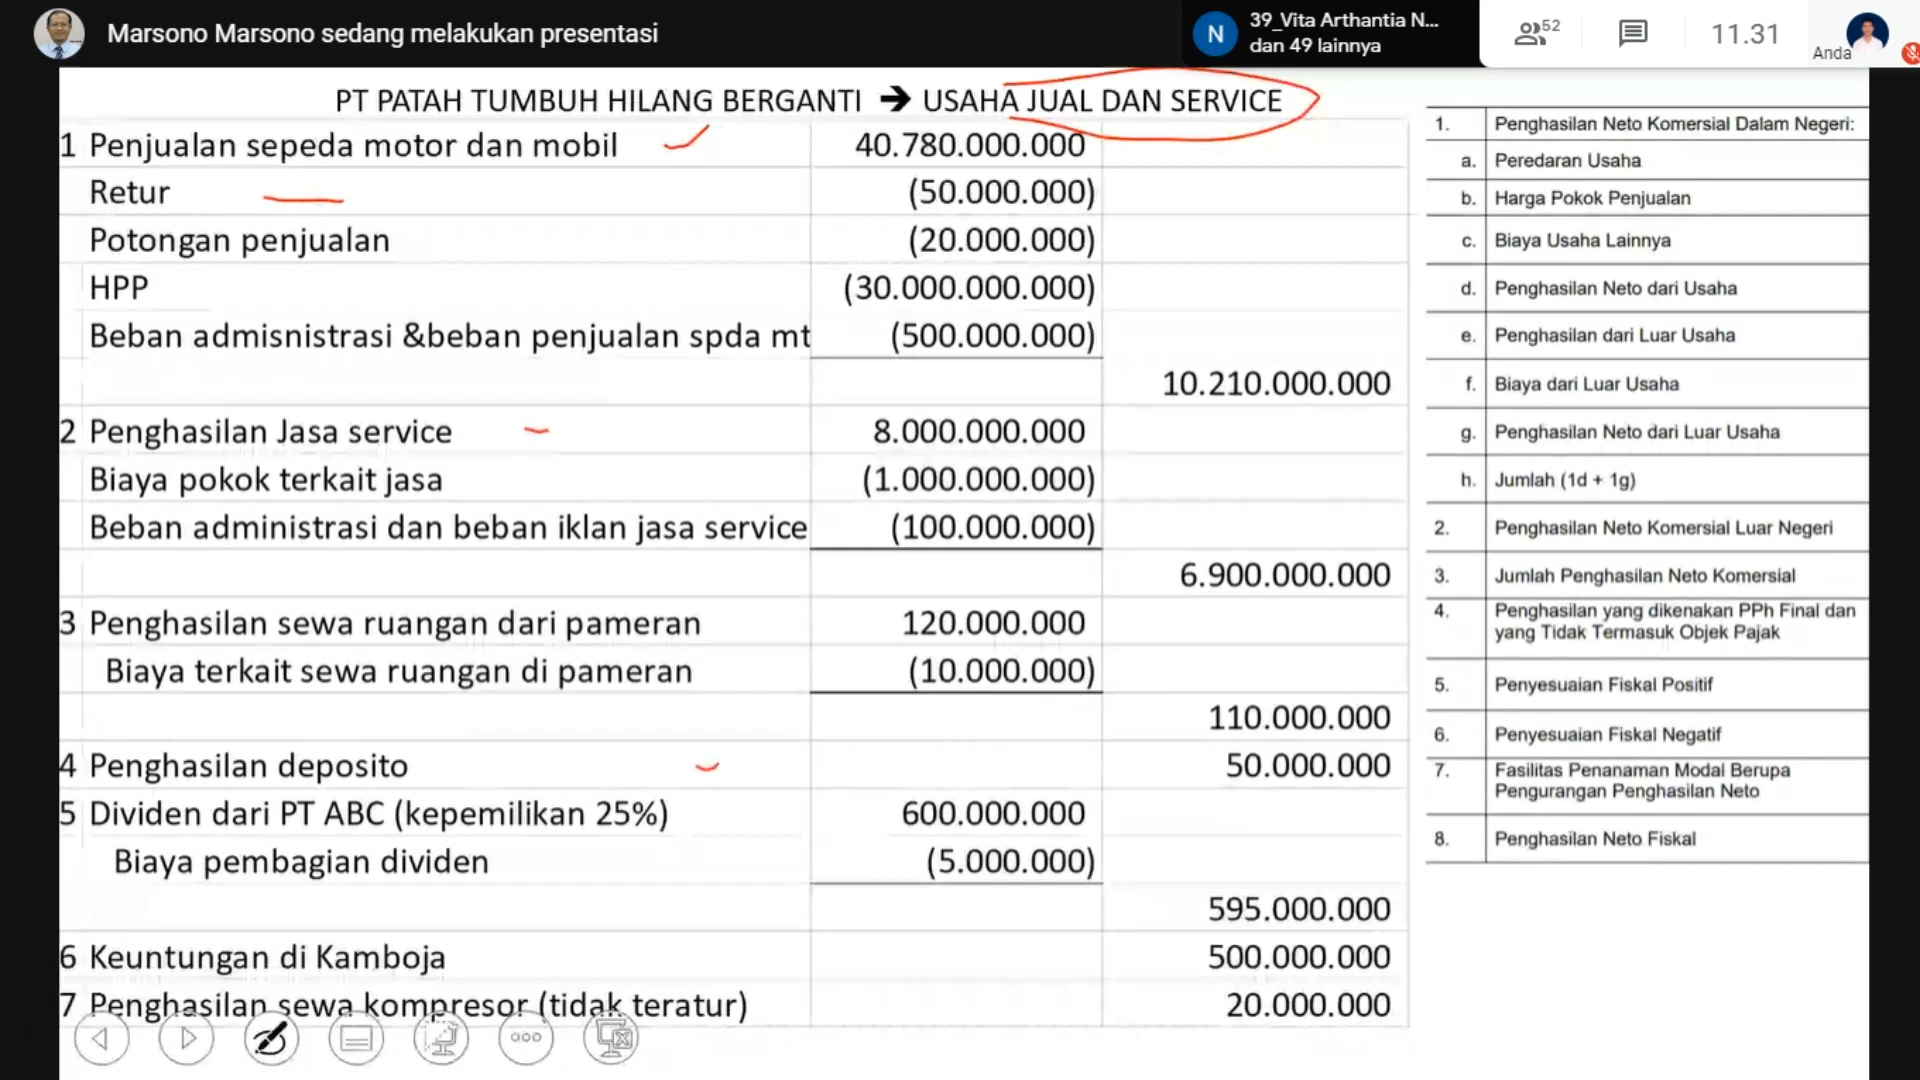 Marsono Marsono sedang melakukan presentasi
N
39_Vita Arthantia N...
dan 49 lainnya
52
11.31
Anda
PT PATAH TUMBUH HILANG BERGANTI ➔ USAHA JUAL DAN SERVICE
1 Penjualan sepeda motor dan mobil 40.780.000.000
Retur (50.000.000)
Potongan penjualan (20.000.000)
HPP (30.000.000.000)
Beban admisnistrasi &beban penjualan spda mt (500.000.000)
10.210.000.000
2 Penghasilan Jasa service 8.000.000.000
Biaya pokok terkait jasa (1.000.000.000)
Beban administrasi dan beban iklan jasa service (100.000.000)
6.900.000.000
3 Penghasilan sewa ruangan dari pameran 120.000.000
Biaya terkait sewa ruangan di pameran (10.000.000)
110.000.000
4 Penghasilan deposito 50.000.000
5 Dividen dari PT ABC (kepemilikan 25%) 600.000.000
Biaya pembagian dividen (5.000.000)
595.000.000
6 Keuntungan di Kamboja 500.000.000
7 Penghasilan sewa kompresor (tidak teratur) 20.000.000
1. Penghasilan Neto Komersial Dalam Negeri:
a. Peredaran Usaha
b. Harga Pokok Penjualan
c. Biaya Usaha Lainnya
d. Penghasilan Neto dari Usaha
e. Penghasilan dari Luar Usaha
f. Biaya dari Luar Usaha
g. Penghasilan Neto dari Luar Usaha
h. Jumlah (1d + 1g)
2. Penghasilan Neto Komersial Luar Negeri
3. Jumlah Penghasilan Neto Komersial
4. Penghasilan yang dikenakan PPh Final dan
yang Tidak Termasuk Objek Pajak
5. Penyesuaian Fiskal Positif
6. Penyesuaian Fiskal Negatif
7. Fasilitas Penanaman Modal Berupa
Pengurangan Penghasilan Neto
8. Penghasilan Neto Fiskal